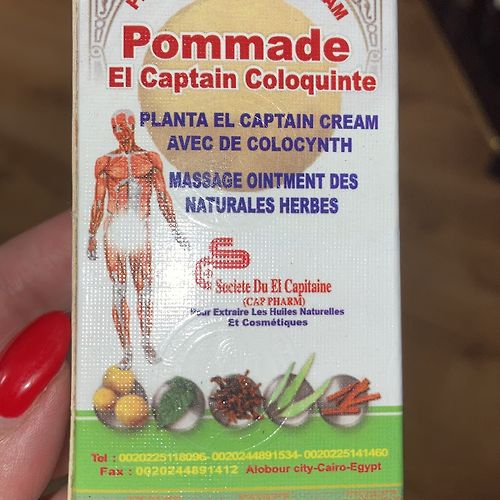 Pommade
El Captain Coloquinte
PLANTA EL CAPTAIN CREAM
AVEC DE COLOCYNTH
MASSAGE OINTMENT DES
NATURALES HERBES
Societe Du El Capitaine
(CAP PHARM)
Pour Extraire Les Huiles Naturelles
Et Cosmétiques
Tel : 0020225118096- 0020244891534- 0020225141460
Fax : 0020244891412 Alobour city-Cairo-Egypt